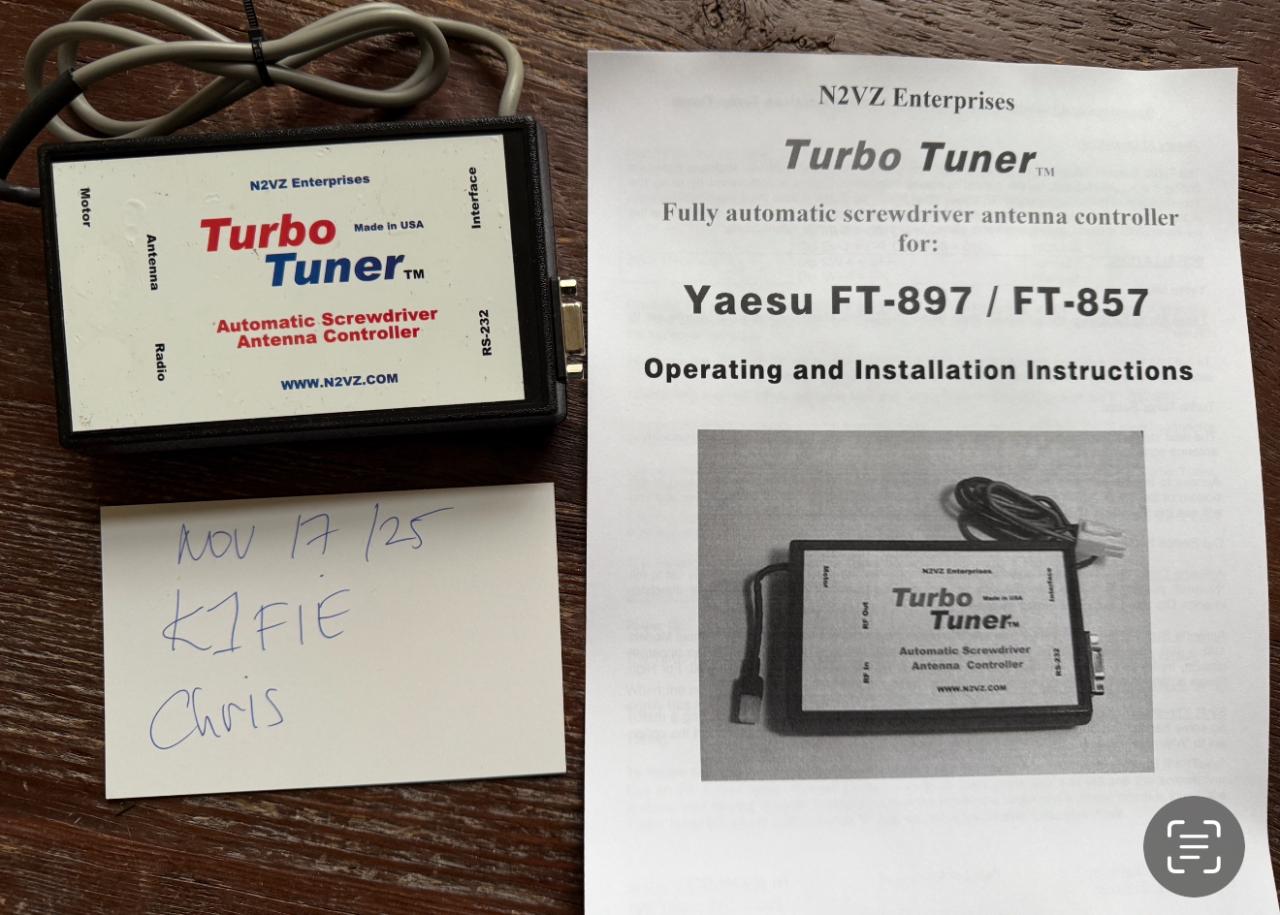 N2VZ Enterprises
Turbo
Made in USA
Tuner™
Automatic Screwdriver
Antenna Controller
WWW.N2VZ.COM
Motor
Antenna
Radio
Interface
RS-232
NOV 17 /25
K1FIE
Chris
N2VZ Enterprises
Turbo Tuner™
Fully automatic screwdriver antenna controller
for:
Yaesu FT-897 / FT-857
Operating and Installation Instructions
N2VZ Enterprises
Turbo
Made in USA
Tuner™
Automatic Screwdriver
Antenna Controller
WWW.N2VZ.COM
Motor
RF Out
RF In
Interface
RS-232